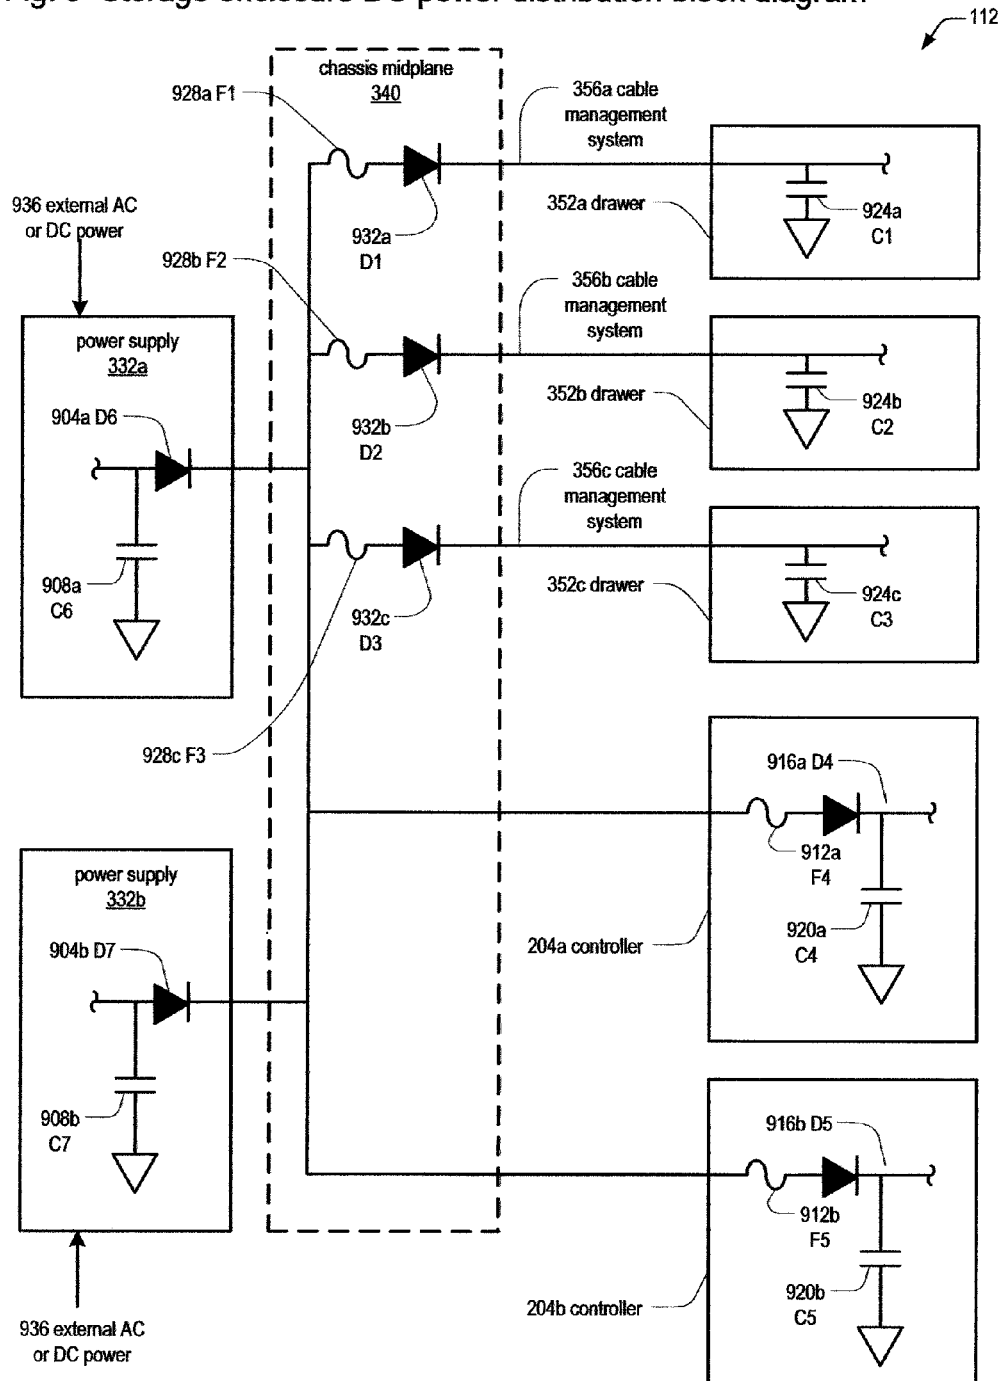 Fig. 9 Storage enclosure DC power distribution block diagram
112
chassis midplane
340
928a F1
356a cable
management
system
936 external AC
or DC power
352a drawer
924a
C1
932a
D1
928b F2
356b cable
management
system
power supply
332a
352b drawer
924b
C2
904a D6
932b
D2
356c cable
management
system
908a
C6
352c drawer
924c
C3
932c
D3
928c F3
916a D4
912a
F4
power supply
332b
920a
C4
904b D7
204a controller
908b
C7
916b D5
912b
F5
920b
C5
204b controller
936 external AC
or DC power